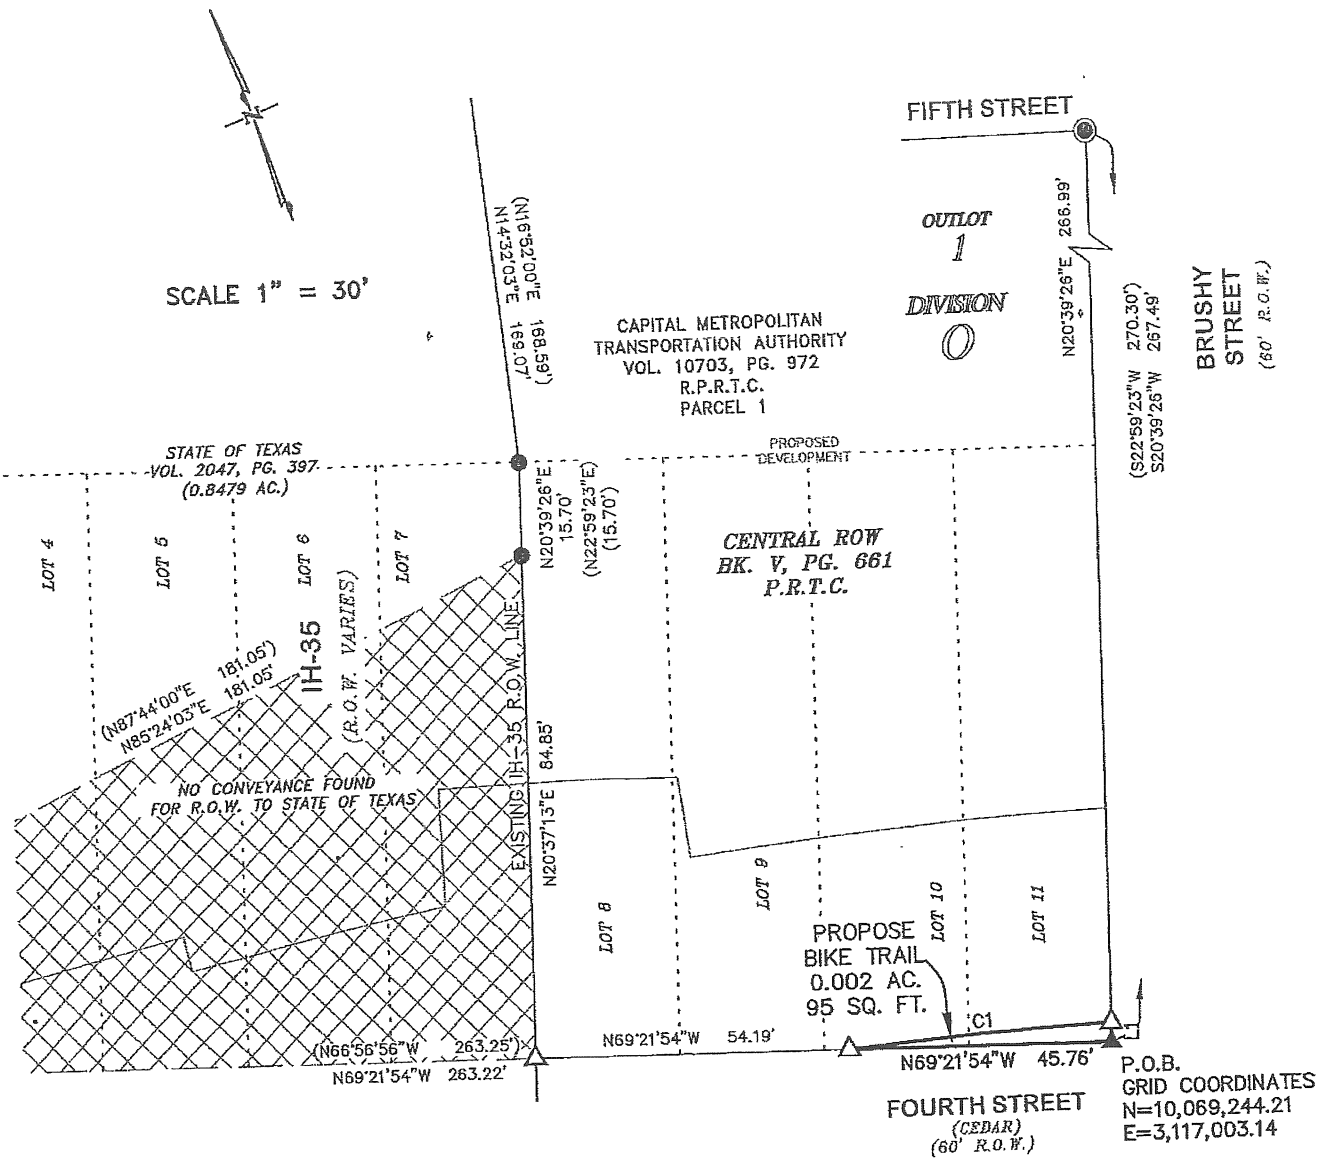 FIFTH STREET
OUTLOT
1
DIVISION
O
N20°39'26"E 266.99'
(S22°59'23"W 270.30')
S20°39'26"W 267.49'
BRUSHY
STREET
(60' R.O.W.)
SCALE 1" = 30'
(N16°52'00"E 168.59')
N14°32'03"E 169.07'
CAPITAL METROPOLITAN
TRANSPORTATION AUTHORITY
VOL. 10703, PG. 972
R.P.R.T.C.
PARCEL 1
STATE OF TEXAS
VOL. 2047, PG. 397
(0.8479 AC.)
PROPOSED
DEVELOPMENT
LOT 4
LOT 5
LOT 6
LOT 7
IH-35
(R.O.W. VARIES)
N20°39'26"E
15.70'
(N22°59'23"E)
(15.70')
CENTRAL ROW
BK. V, PG. 661
P.R.T.C.
(N87°44'00"E 181.05')
N85°24'03"E 181.05'
EXISTING IH-35 R.O.W. LINE
N20°37'13"E 84.85'
NO CONVEYANCE FOUND
FOR R.O.W. TO STATE OF TEXAS
LOT 8
LOT 9
LOT 10
LOT 11
PROPOSE
BIKE TRAIL
0.002 AC.
95 SQ. FT.
C1
(N66°56'56"W 263.25')
N69°21'54"W 263.22'
N69°21'54"W 54.19'
N69°21'54"W 45.76'
P.O.B.
GRID COORDINATES
N=10,069,244.21
E=3,117,003.14
FOURTH STREET
(CEDAR)
(60' R.O.W.)